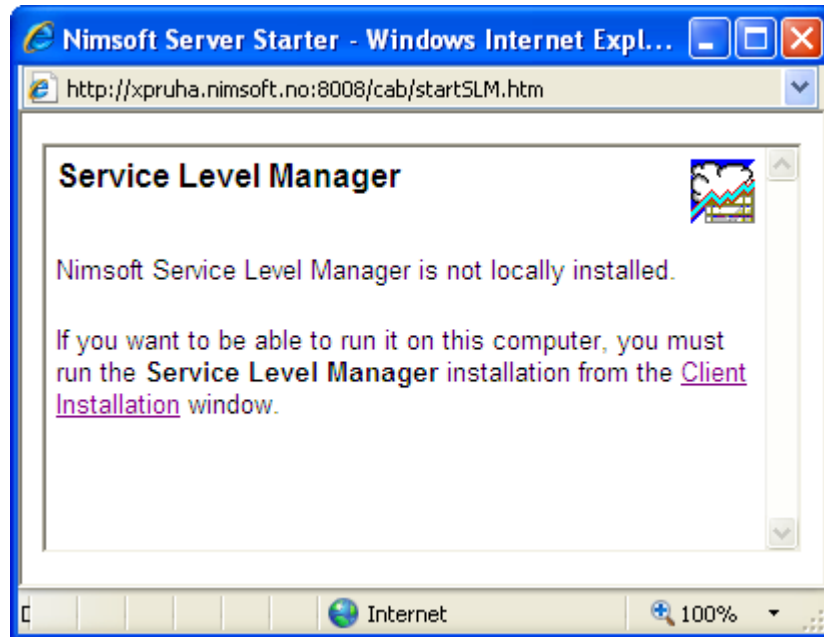 Nimsoft Server Starter - Windows Internet Expl...
http://xpruha.nimsoft.no:8008/cab/startSLM.htm
Service Level Manager
Nimsoft Service Level Manager is not locally installed.
If you want to be able to run it on this computer, you must
run the Service Level Manager installation from the Client
Installation window.
Internet
100%